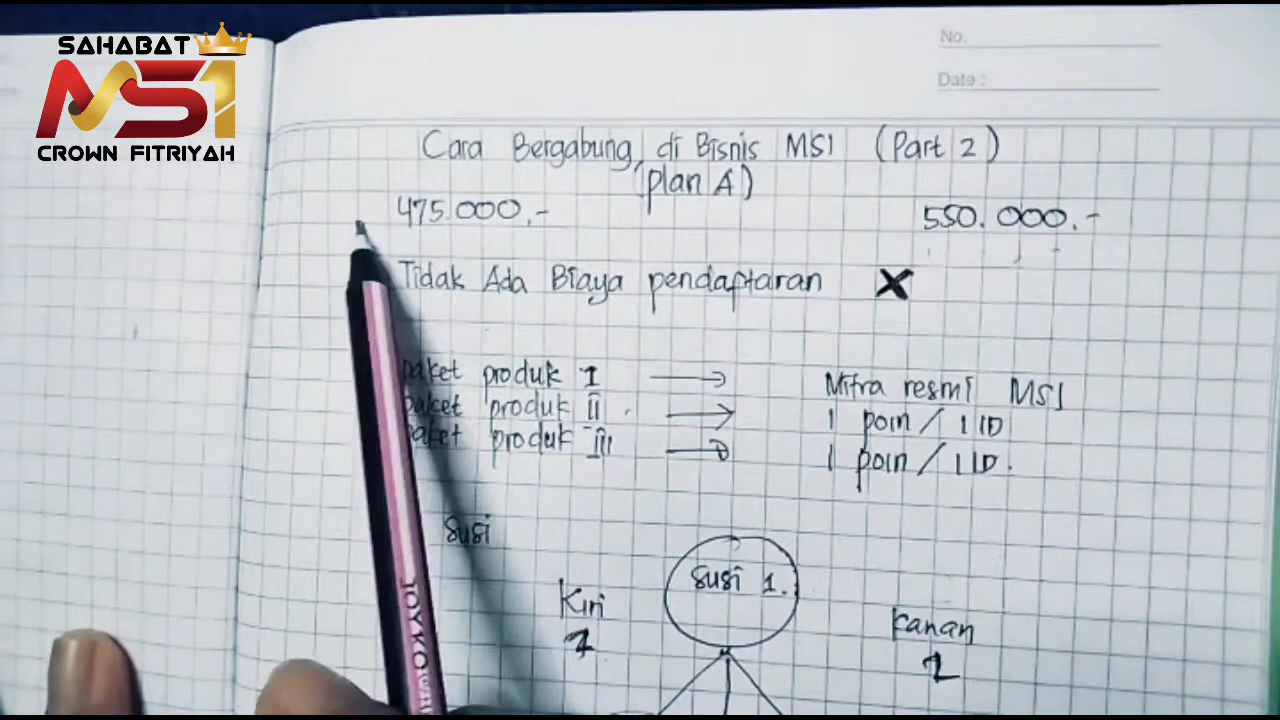 SAHABAT
MS1
CROWN FITRIYAH
No.
Date :
Cara Bergabung di Bisnis MSI (Part 2)
(plan A)
475.000,- 550.000.-
Tidak Ada Biaya pendaftaran X
paket produk I → Mitra resmi MSI
paket produk II → 1 poin / 1 ID
paket produk III → 1 poin / 1 ID.
Susi
Susi 1.
Kiri
1
Kanan
1
JOYKO